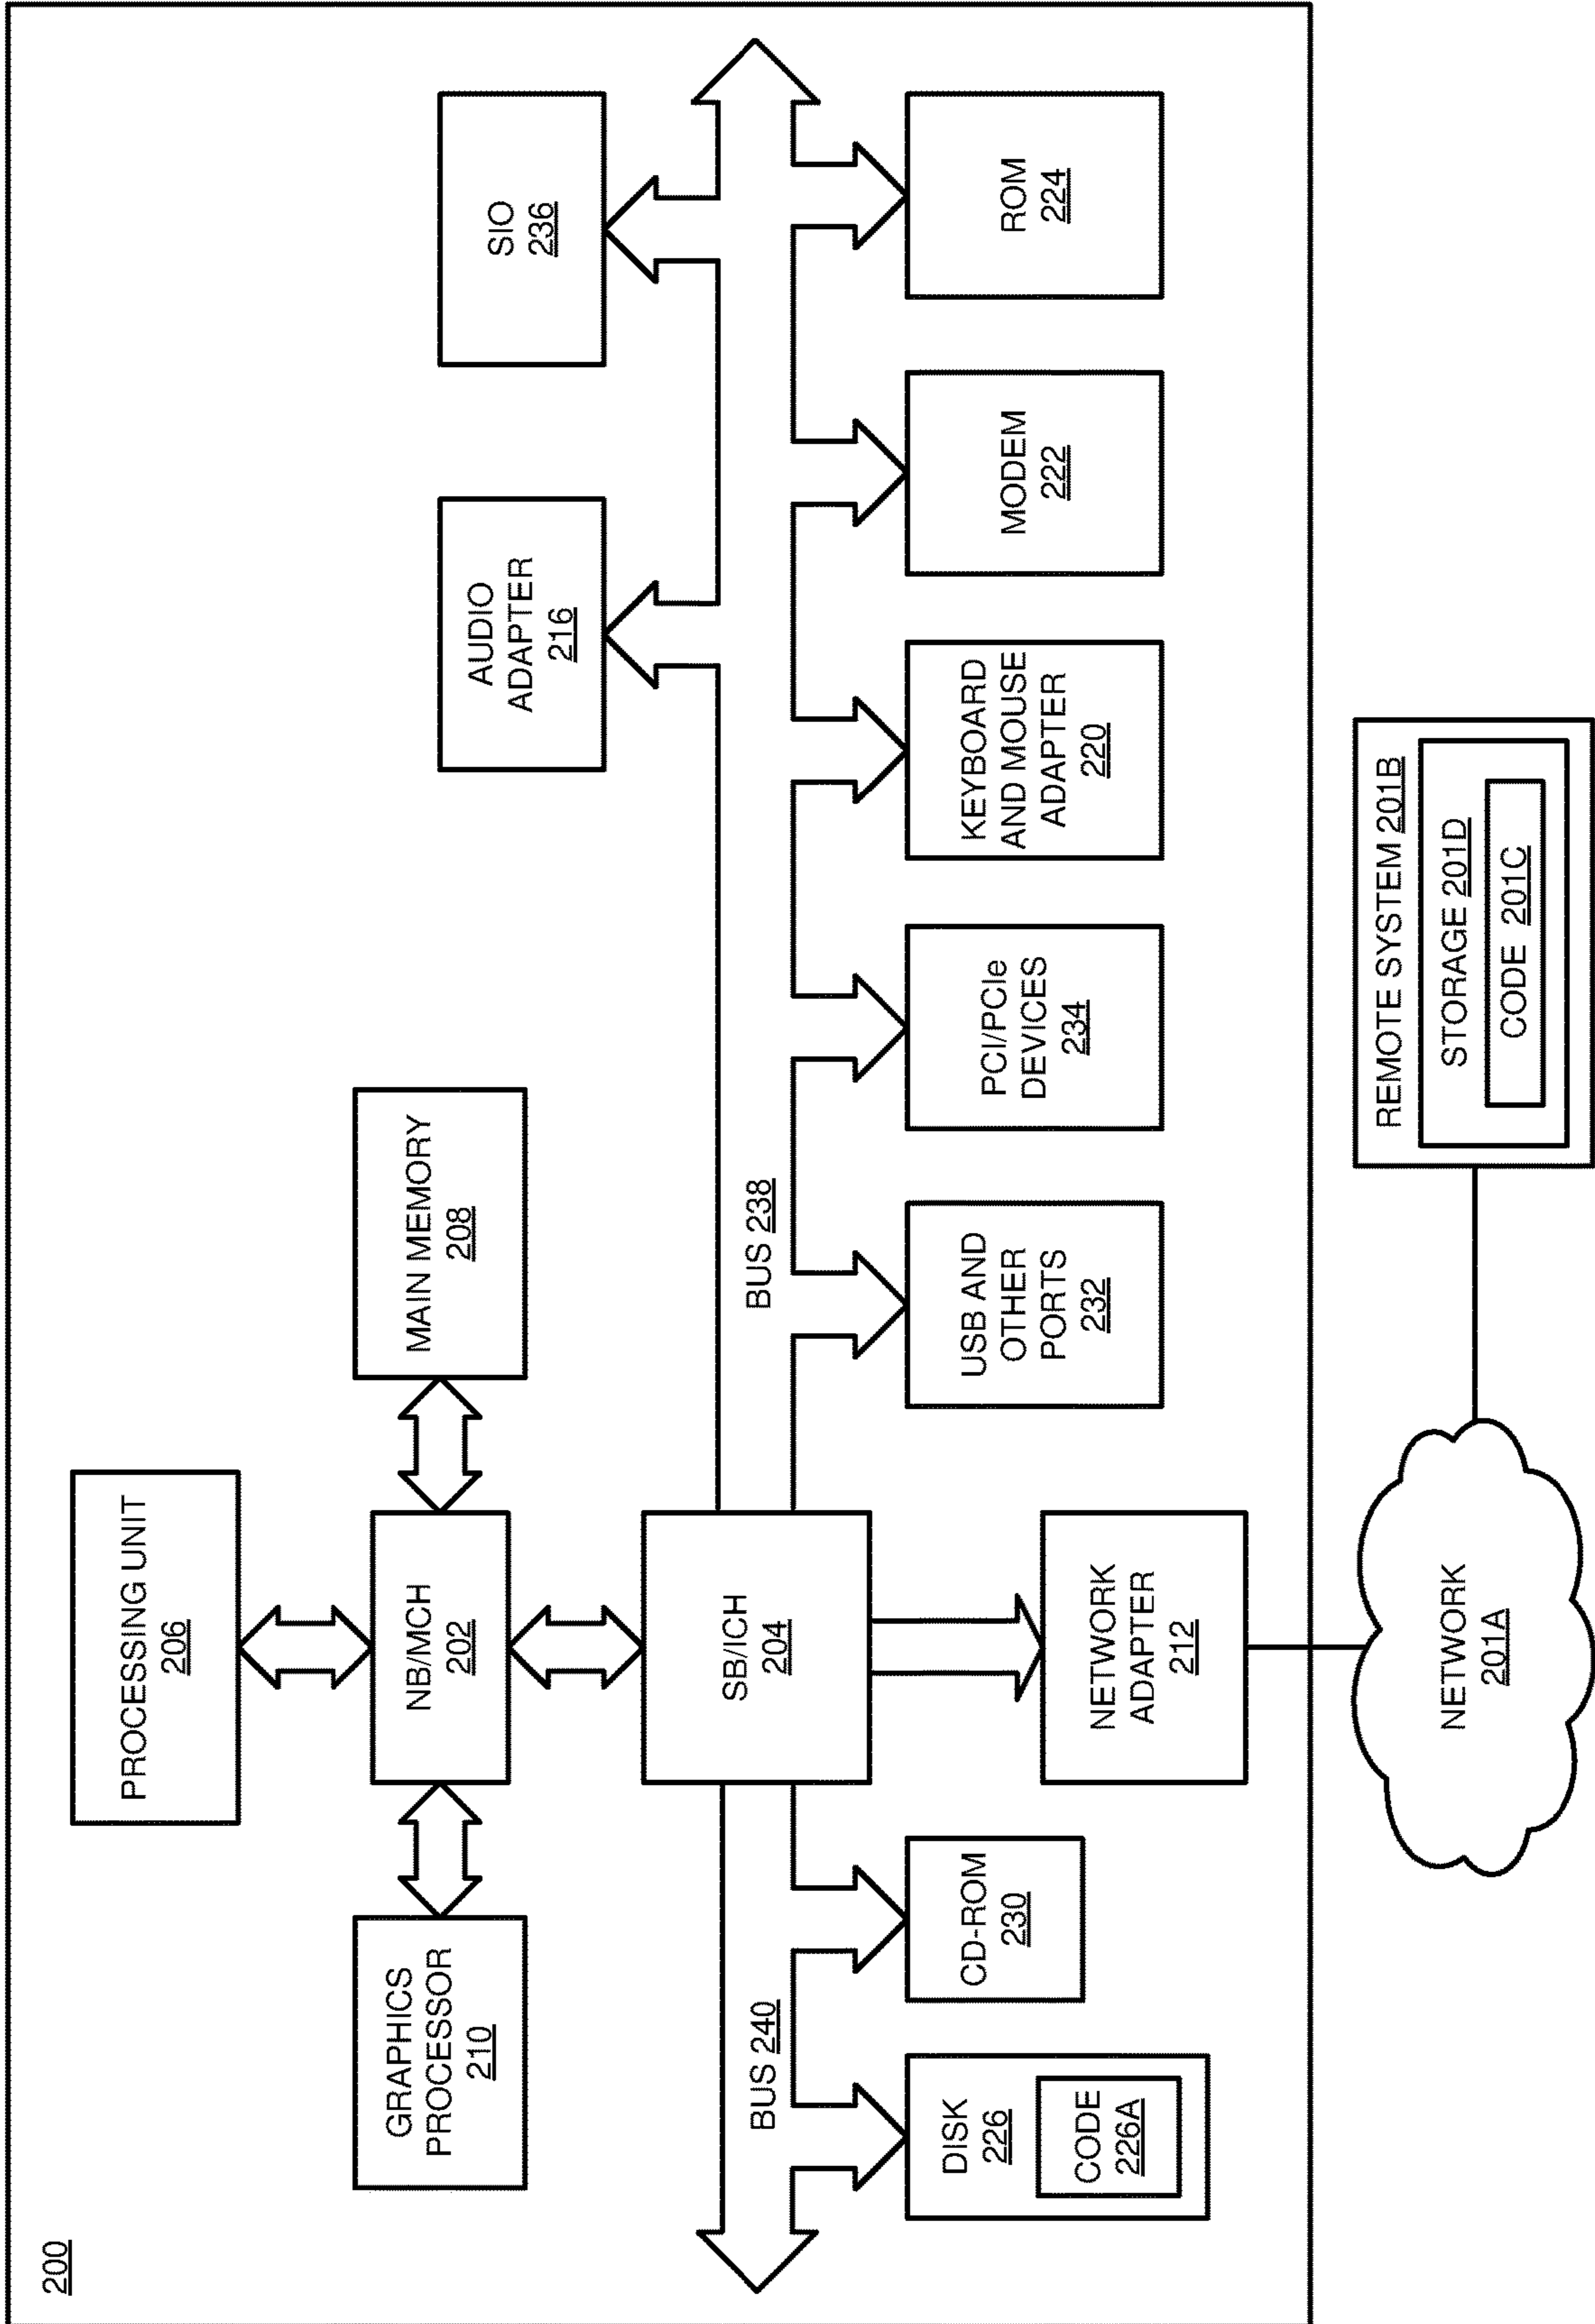 200
PROCESSING UNIT
206
GRAPHICS
PROCESSOR
210
NB/MCH
202
MAIN MEMORY
208
AUDIO
ADAPTER
216
SIO
236
SB/ICH
204
BUS 240
BUS 238
DISK
226
CODE
226A
CD-ROM
230
NETWORK
ADAPTER
212
USB AND
OTHER
PORTS
232
PCI/PCIe
DEVICES
234
KEYBOARD
AND MOUSE
ADAPTER
220
MODEM
222
ROM
224
NETWORK
201A
REMOTE SYSTEM 201B
STORAGE 201D
CODE 201C